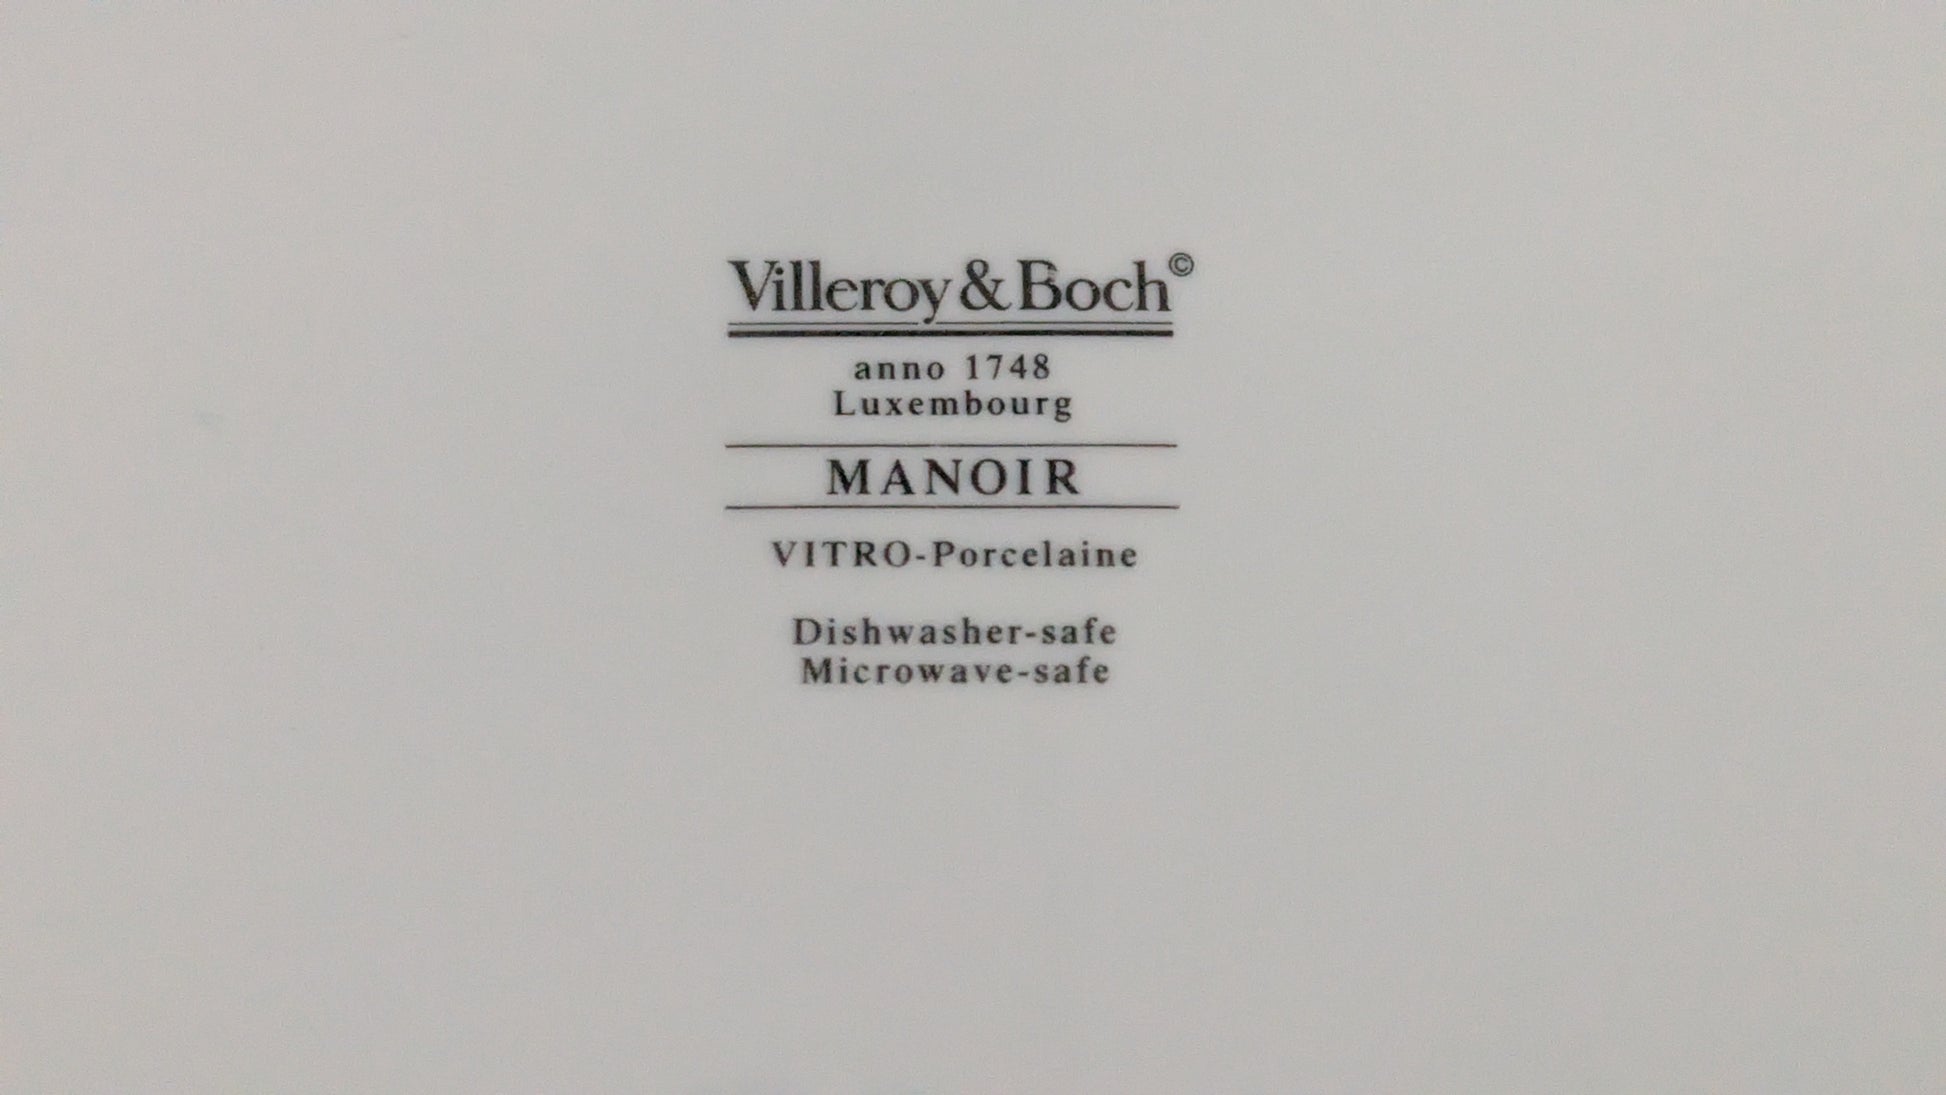 Villeroy & Boch©
anno 1748
Luxembourg
MANOIR
VITRO-Porcelaine
Dishwasher-safe
Microwave-safe